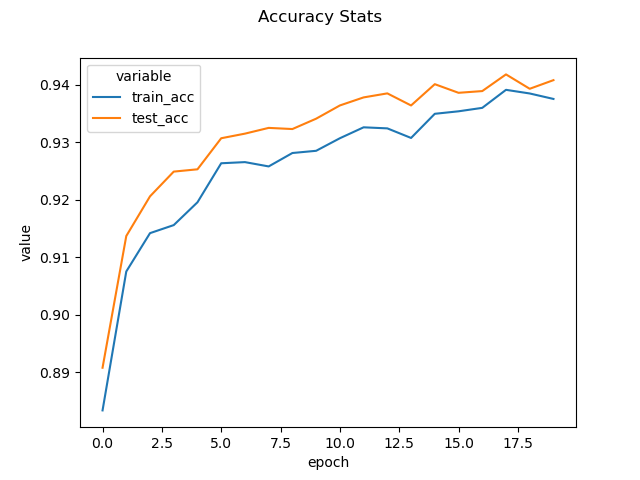 Accuracy Stats
variable
train_acc
test_acc
0.94
0.93
0.92
0.91
0.90
0.89
value
0.0 2.5 5.0 7.5 10.0 12.5 15.0 17.5
epoch